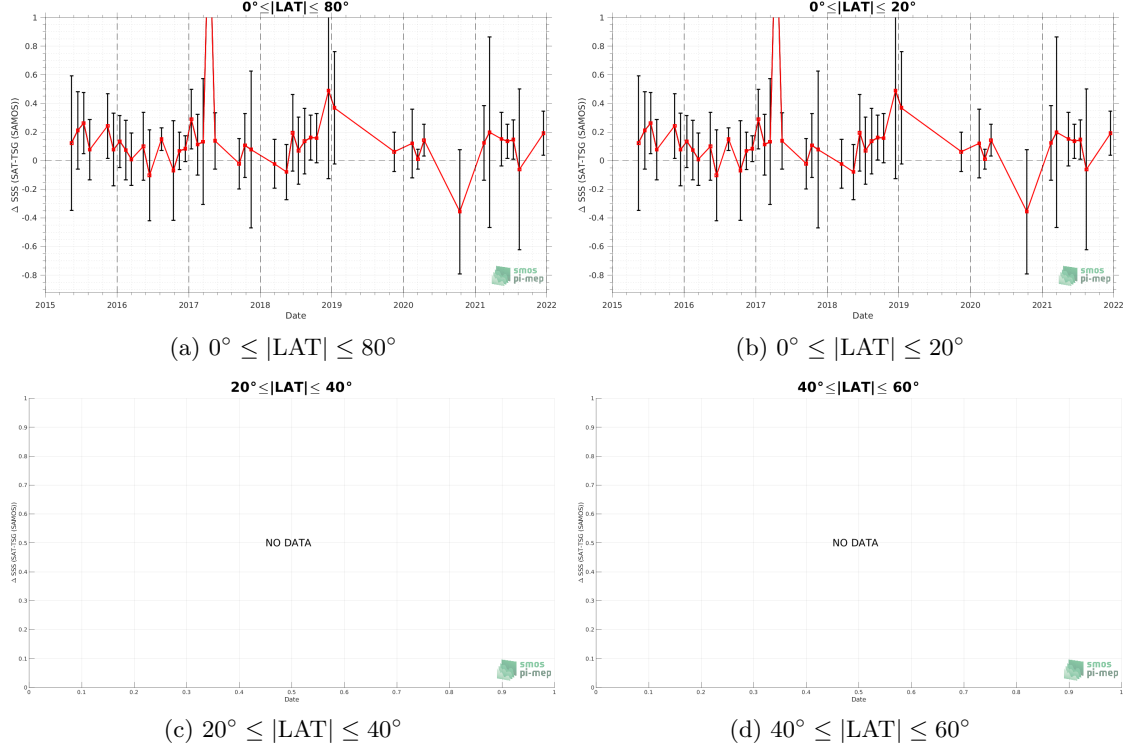 0°≤|LAT|≤ 80°
1
0.8
0.6
0.4
0.2
0
-0.2
-0.4
-0.6
-0.8
Δ SSS (SAT-TSG (SAMOS))
2015 2016 2017 2018 2019 2020 2021 2022
Date
smos
pi-mep
(a) 0° ≤ |LAT| ≤ 80°
0°≤|LAT|≤ 20°
1
0.8
0.6
0.4
0.2
0
-0.2
-0.4
-0.6
-0.8
Δ SSS (SAT-TSG (SAMOS))
2015 2016 2017 2018 2019 2020 2021 2022
Date
smos
pi-mep
(b) 0° ≤ |LAT| ≤ 20°
20°≤|LAT|≤ 40°
1
0.9
0.8
0.7
0.6
0.5
0.4
0.3
0.2
0.1
0
Δ SSS (SAT-TSG (SAMOS))
NO DATA
0 0.1 0.2 0.3 0.4 0.5 0.6 0.7 0.8 0.9 1
Date
smos
pi-mep
(c) 20° ≤ |LAT| ≤ 40°
40°≤|LAT|≤ 60°
1
0.9
0.8
0.7
0.6
0.5
0.4
0.3
0.2
0.1
0
Δ SSS (SAT-TSG (SAMOS))
NO DATA
0 0.1 0.2 0.3 0.4 0.5 0.6 0.7 0.8 0.9 1
Date
smos
pi-mep
(d) 40° ≤ |LAT| ≤ 60°